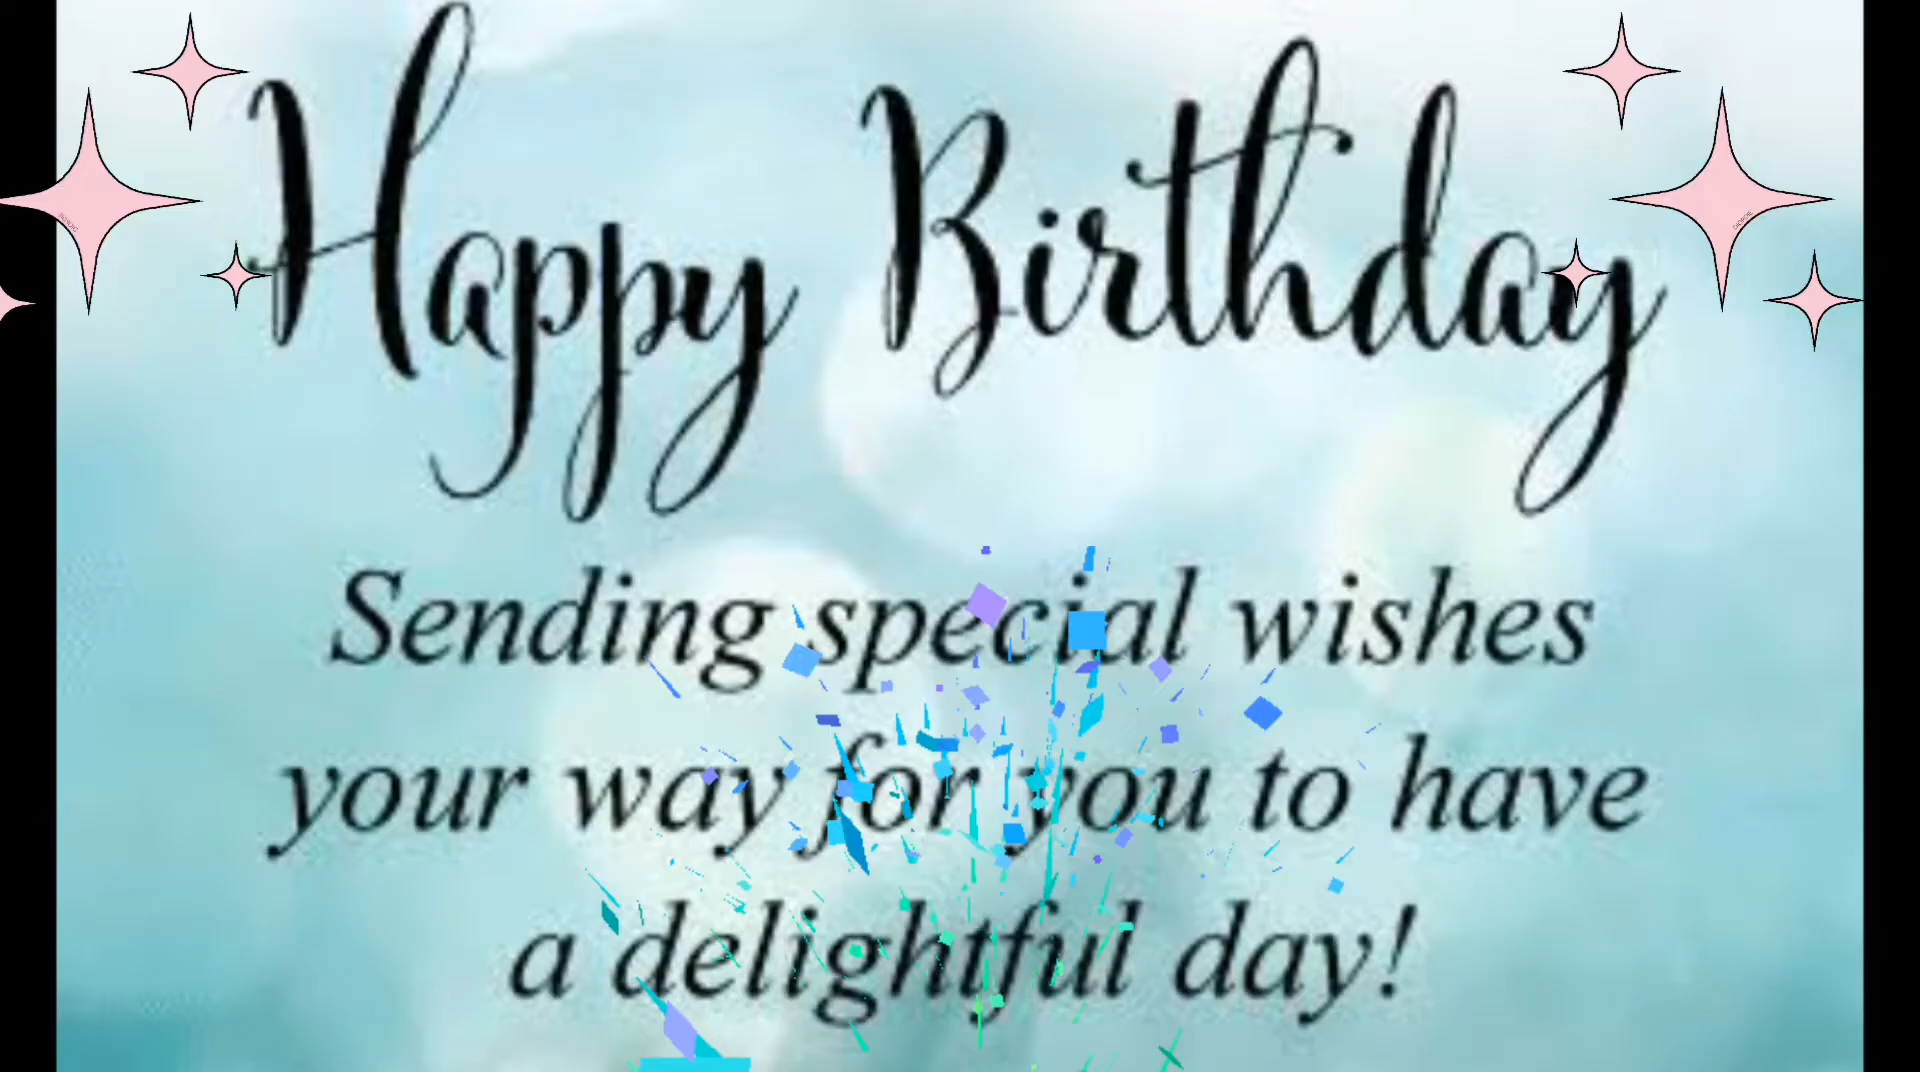 Happy Birthday
Sending special wishes
your way for you to have
a delightful day!